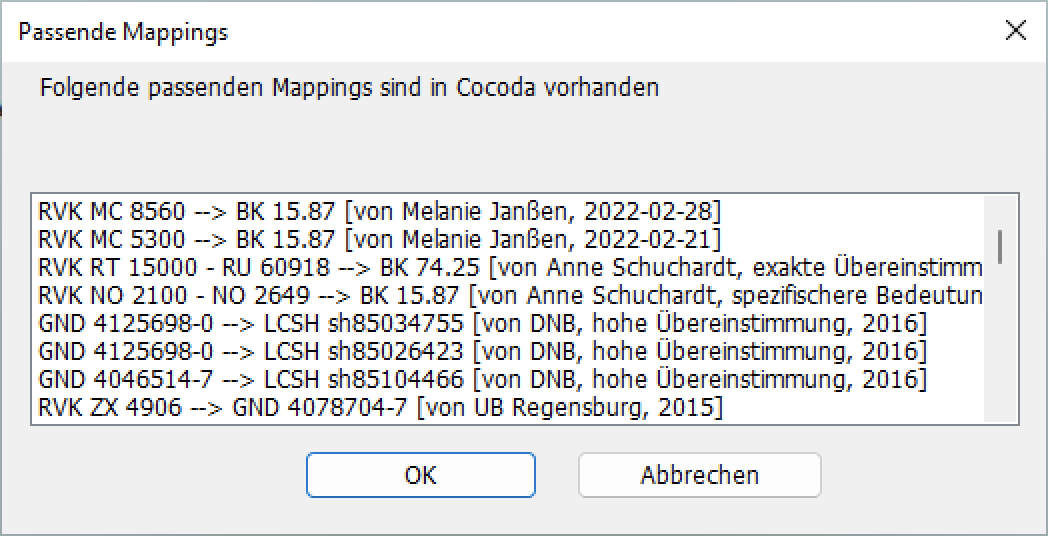 Passende Mappings
Folgende passenden Mappings sind in Cocoda vorhanden
RVK MC 8560 --> BK 15.87 [von Melanie Janßen, 2022-02-28]
RVK MC 5300 --> BK 15.87 [von Melanie Janßen, 2022-02-21]
RVK RT 15000 - RU 60918 --> BK 74.25 [von Anne Schuchardt, exakte Übereinstimm
RVK NO 2100 - NO 2649 --> BK 15.87 [von Anne Schuchardt, spezifischere Bedeutun
GND 4125698-0 --> LCSH sh85034755 [von DNB, hohe Übereinstimmung, 2016]
GND 4125698-0 --> LCSH sh85026423 [von DNB, hohe Übereinstimmung, 2016]
GND 4046514-7 --> LCSH sh85104466 [von DNB, hohe Übereinstimmung, 2016]
RVK ZX 4906 --> GND 4078704-7 [von UB Regensburg, 2015]
OK Abbrechen